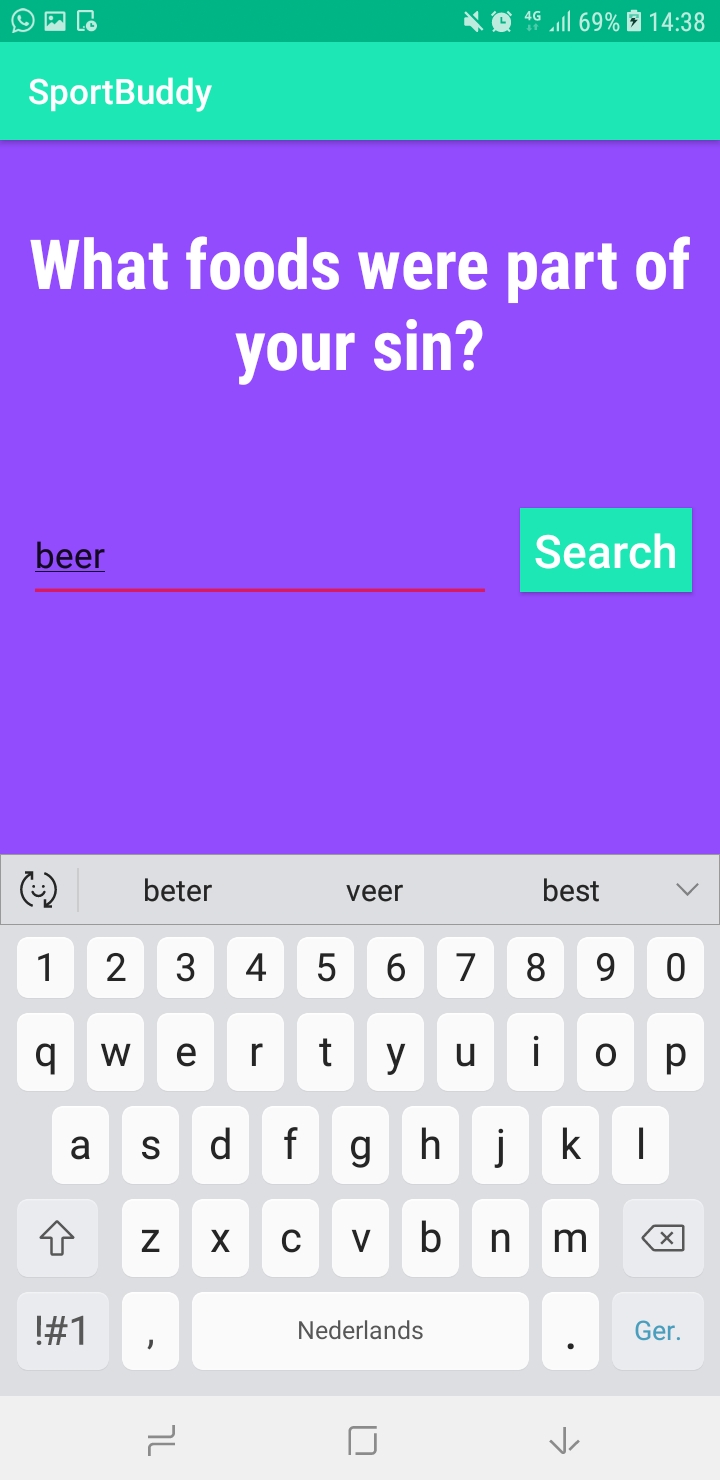 4G 69% 14:38
SportBuddy
What foods were part of
your sin?
beer
Search
beter veer best
1 2 3 4 5 6 7 8 9 0
q w e r t y u i o p
a s d f g h j k l
z x c v b n m
!#1 , Nederlands . Ger.